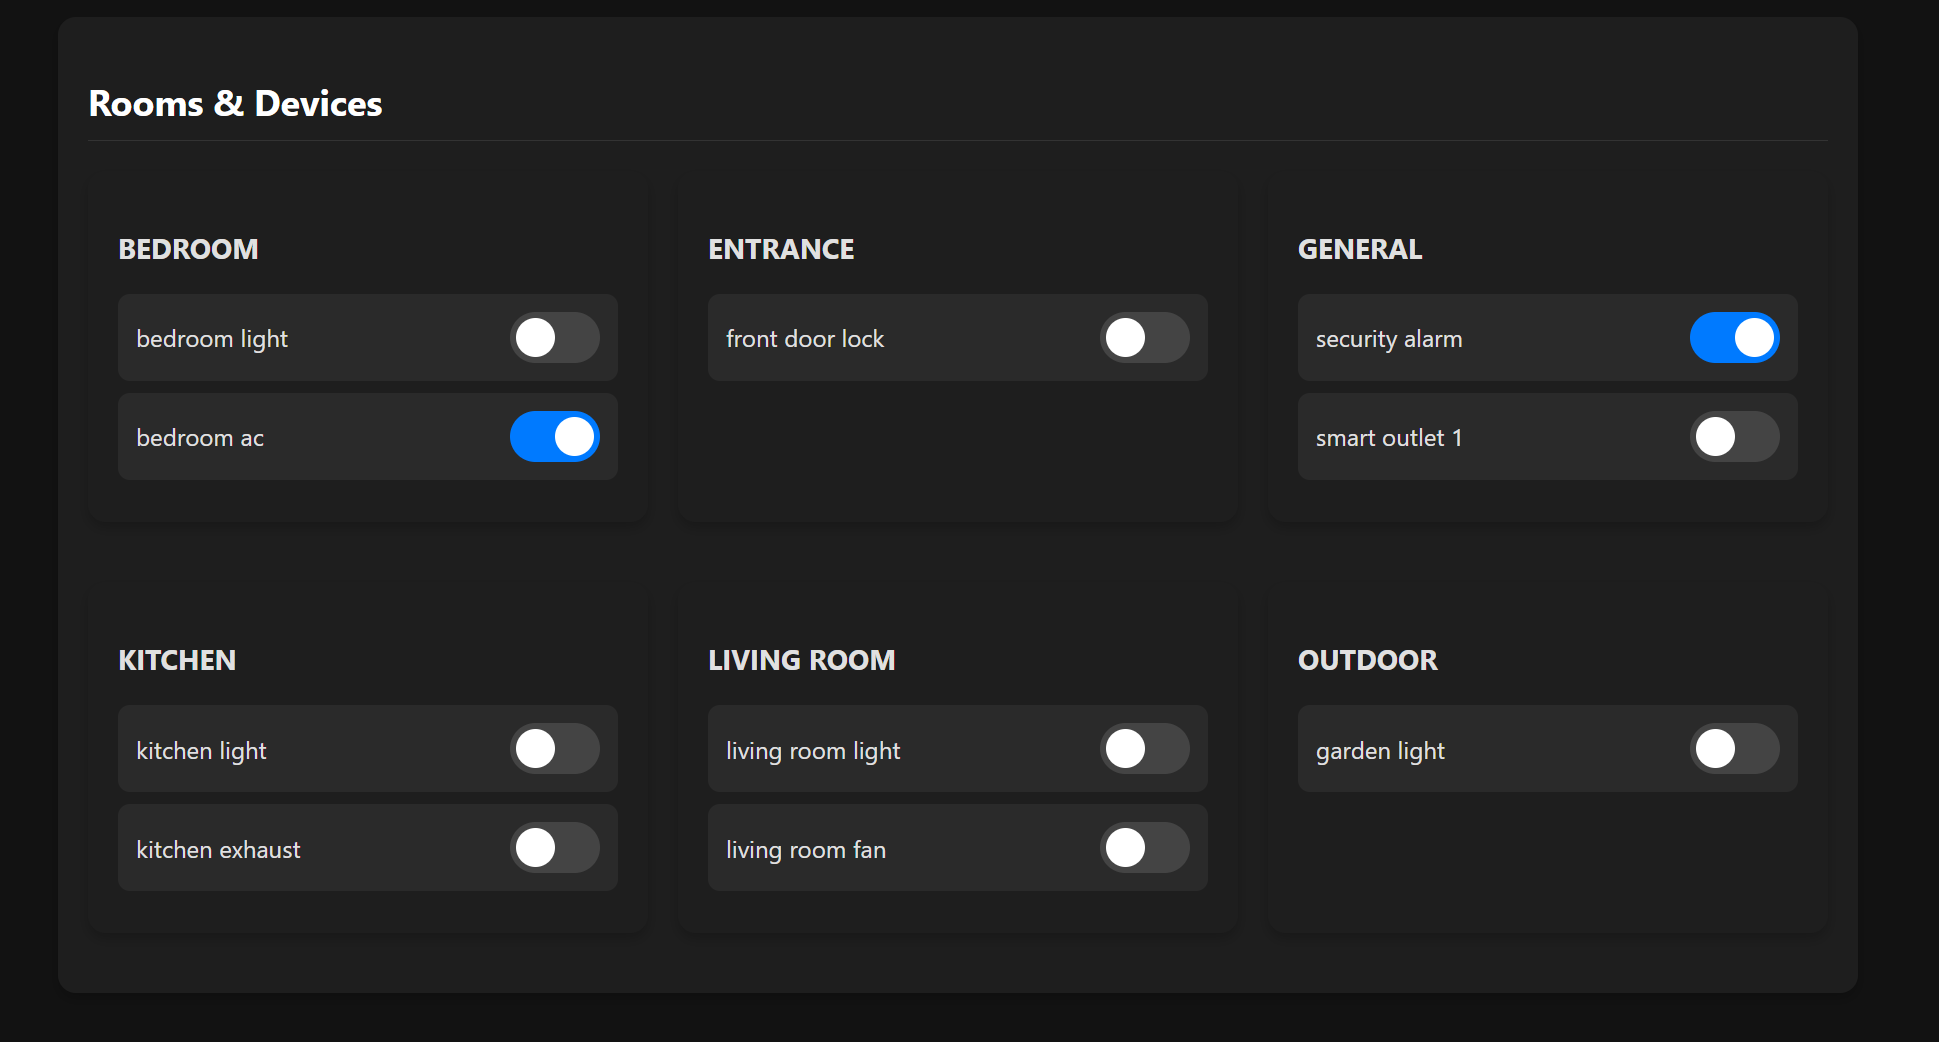 Rooms & Devices
BEDROOM
bedroom light
bedroom ac
ENTRANCE
front door lock
GENERAL
security alarm
smart outlet 1
KITCHEN
kitchen light
kitchen exhaust
LIVING ROOM
living room light
living room fan
OUTDOOR
garden light